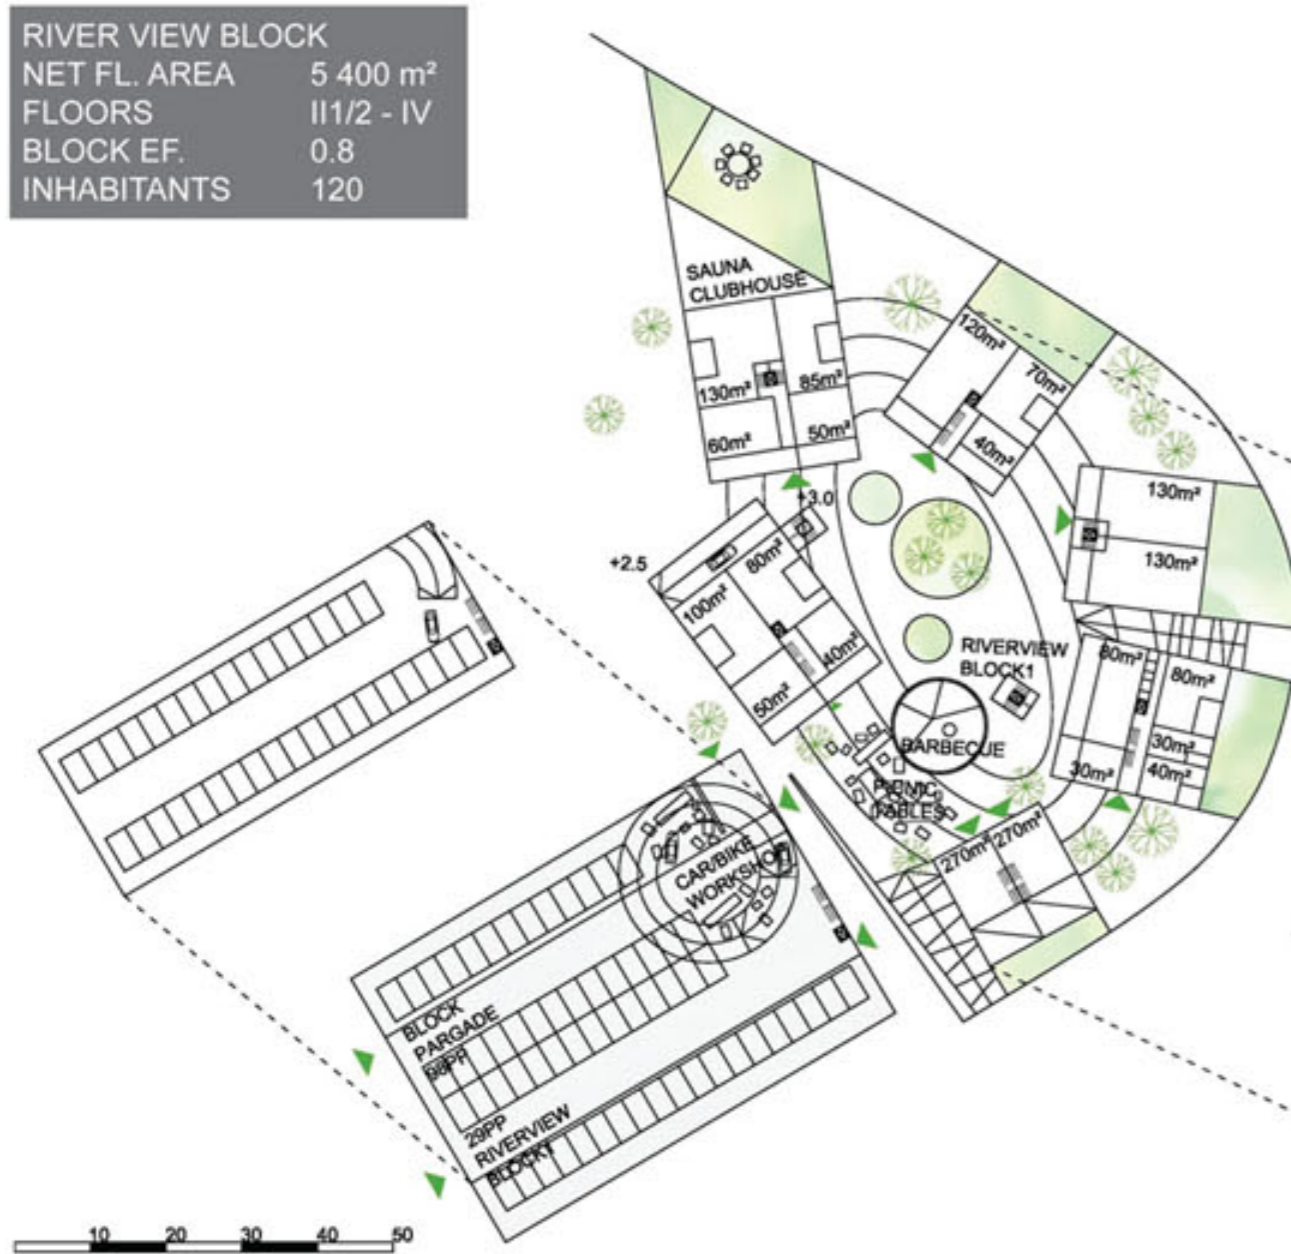 RIVER VIEW BLOCK
NET FL. AREA 5 400 m²
FLOORS II1/2 - IV
BLOCK EF. 0.8
INHABITANTS 120
SAUNA
CLUBHOUSE
130m²
85m²
60m²
50m²
120m²
70m²
40m²
130m²
130m²
+3.0
+2.5
80m²
100m²
40m²
50m²
RIVERVIEW
BLOCK1
80m²
80m²
30m²
30m²
40m²
BARBECUE
PICNIC
TABLES
270m²
270m²
CAR/BIKE
WORKSHOP
BLOCK
PARGADE
98PP
29PP
RIVERVIEW
BLOCK1
10 20 30 40 50